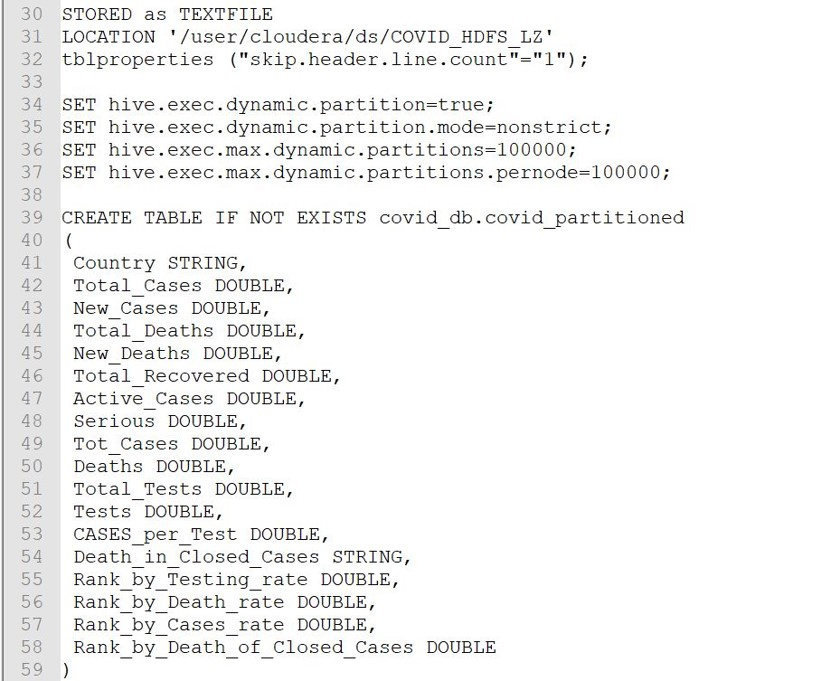 30 STORED as TEXTFILE
31 LOCATION '/user/cloudera/ds/COVID_HDFS_LZ'
32 tblproperties ("skip.header.line.count"="1");
33
34 SET hive.exec.dynamic.partition=true;
35 SET hive.exec.dynamic.partition.mode=nonstrict;
36 SET hive.exec.max.dynamic.partitions=100000;
37 SET hive.exec.max.dynamic.partitions.pernode=100000;
38
39 CREATE TABLE IF NOT EXISTS covid_db.covid_partitioned
40 (
41  Country STRING,
42  Total_Cases DOUBLE,
43  New_Cases DOUBLE,
44  Total_Deaths DOUBLE,
45  New_Deaths DOUBLE,
46  Total_Recovered DOUBLE,
47  Active_Cases DOUBLE,
48  Serious DOUBLE,
49  Tot_Cases DOUBLE,
50  Deaths DOUBLE,
51  Total_Tests DOUBLE,
52  Tests DOUBLE,
53  CASES_per_Test DOUBLE,
54  Death_in_Closed_Cases STRING,
55  Rank_by_Testing_rate DOUBLE,
56  Rank_by_Death_rate DOUBLE,
57  Rank_by_Cases_rate DOUBLE,
58  Rank_by_Death_of_Closed_Cases DOUBLE
59 )